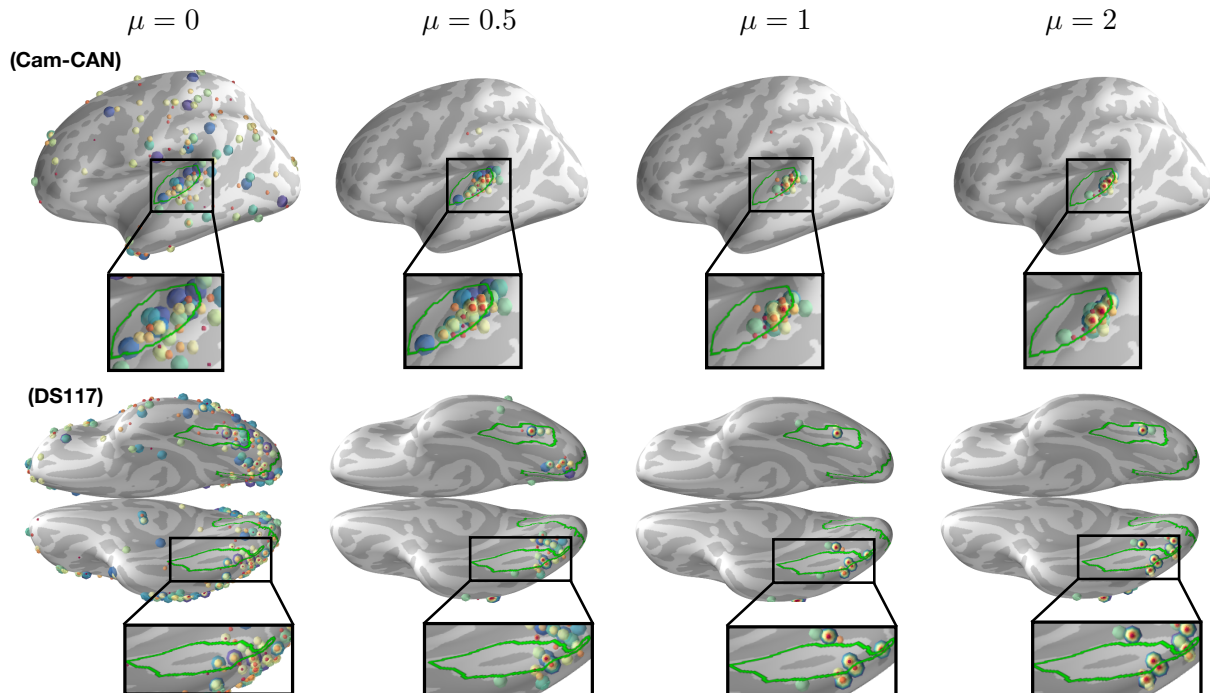 μ = 0 μ = 0.5 μ = 1 μ = 2
(Cam-CAN)
(DS117)